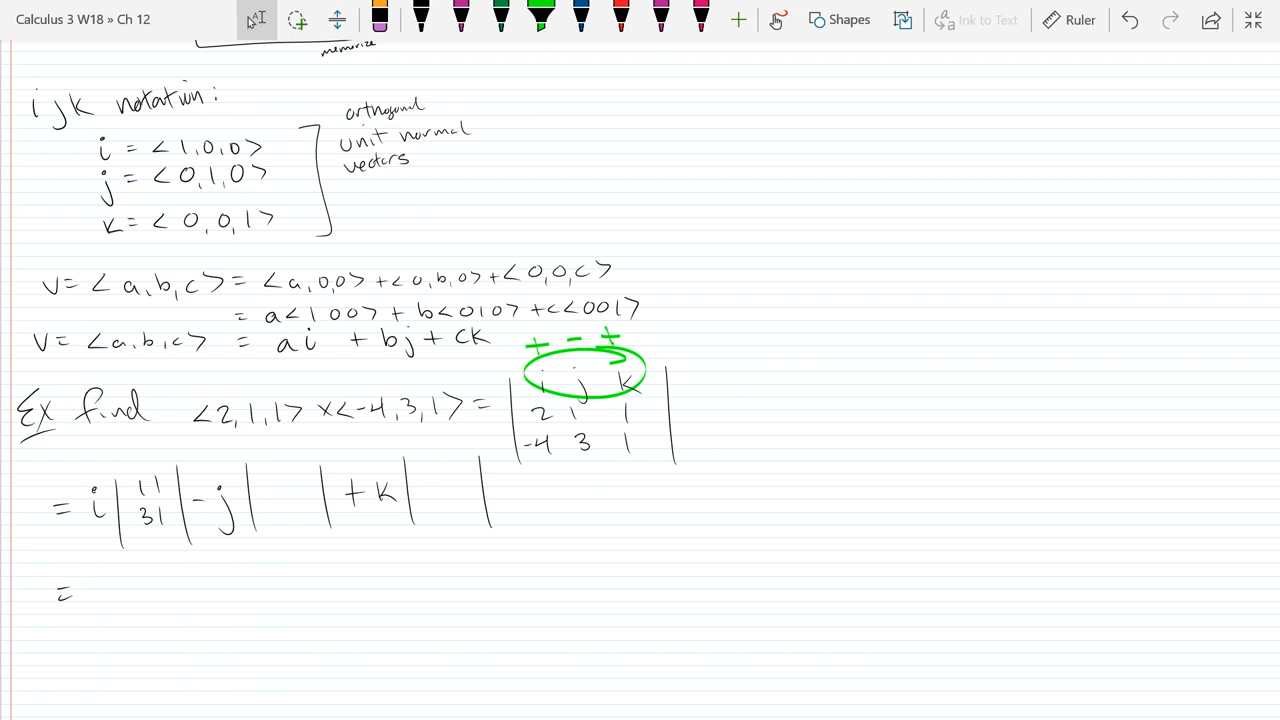 Calculus 3 W18 » Ch 12
Shapes
Ink to Text
Ruler
memorize
i j k notation:
i = <1,0,0>
j = <0,1,0>
k = <0,0,1>
orthogonal
unit normal
vectors
v = <a,b,c> = <a,0,0> + <0,b,0> + <0,0,c>
= a<1 0 0> + b<0 1 0> + c<0 0 1>
v = <a,b,c> = ai + bj + ck
+ - +
Ex find <2,1,1> x <-4,3,1> = | i j k |
2 1 1
-4 3 1
= i | 1 1 | - j | | + k | |
3 1
=